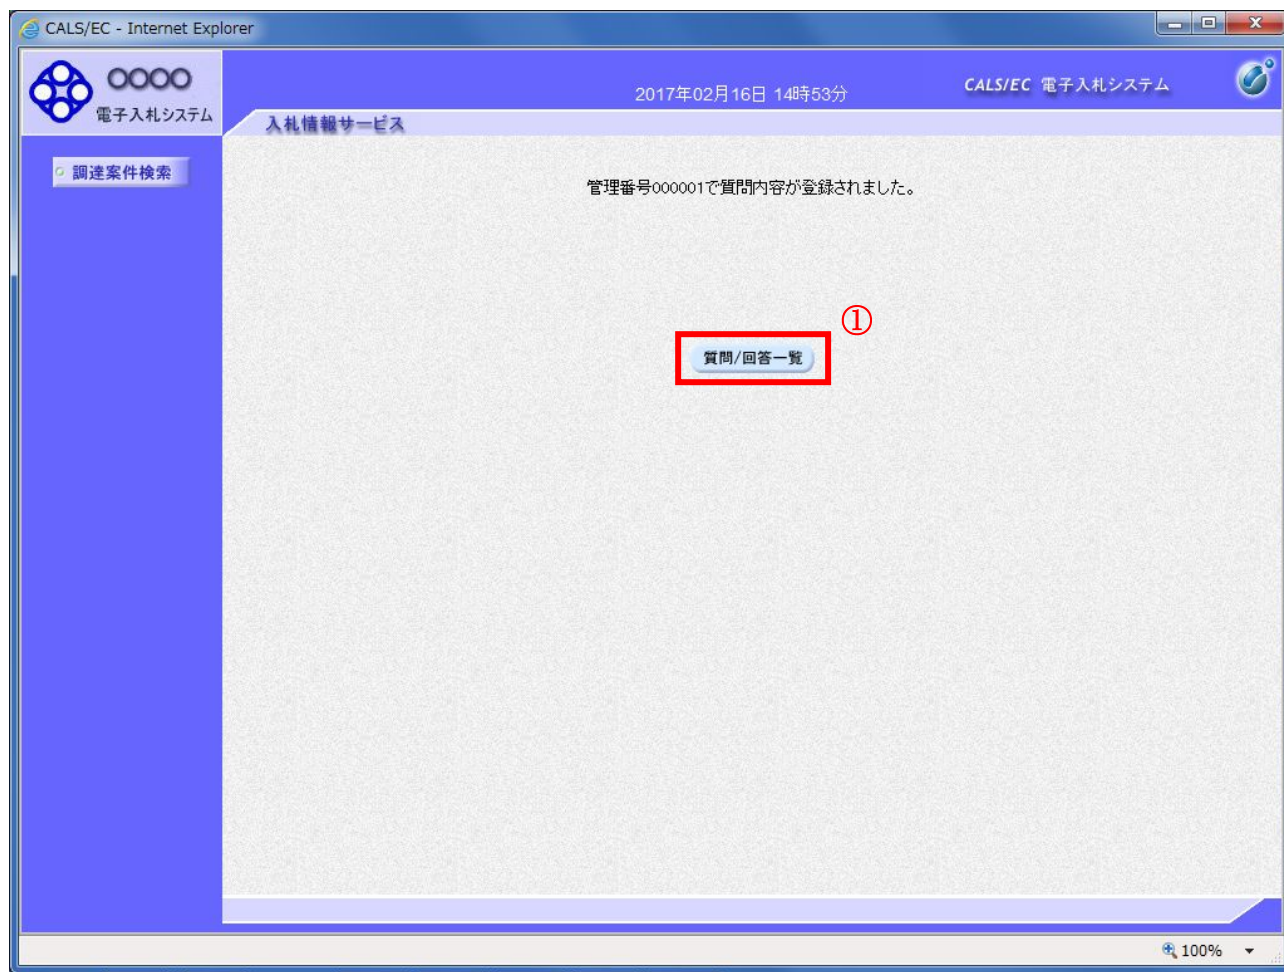 CALS/EC - Internet Explorer
○○○○
電子入札システム
2017年02月16日 14時53分
CALS/EC 電子入札システム
入札情報サービス
調達案件検索
管理番号000001で質問内容が登録されました。
①
質問/回答一覧
100%